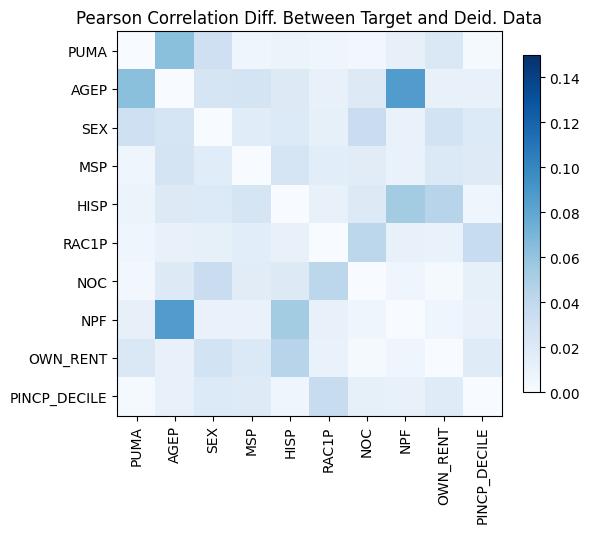 Pearson Correlation Diff. Between Target and Deid. Data
PUMA
AGEP
SEX
MSP
HISP
RAC1P
NOC
NPF
OWN_RENT
PINCP_DECILE
PUMA
AGEP
SEX
MSP
HISP
RAC1P
NOC
NPF
OWN_RENT
PINCP_DECILE
0.14
0.12
0.10
0.08
0.06
0.04
0.02
0.00